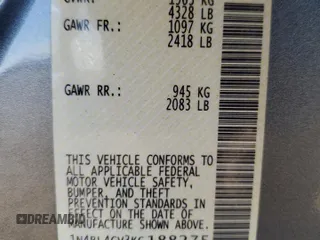 4328 LB
GAWR FR.: 1097 KG
2418 LB
GAWR RR.: 945 KG
2083 LB
THIS VEHICLE CONFORMS TO
ALL APPLICABLE FEDERAL
MOTOR VEHICLE SAFETY,
BUMPER, AND THEFT
PREVENTION STANDARDS IN
EFFECT ON THE DATE OF
MANUFACTURE SHOWN ABOVE.
DREAMBID